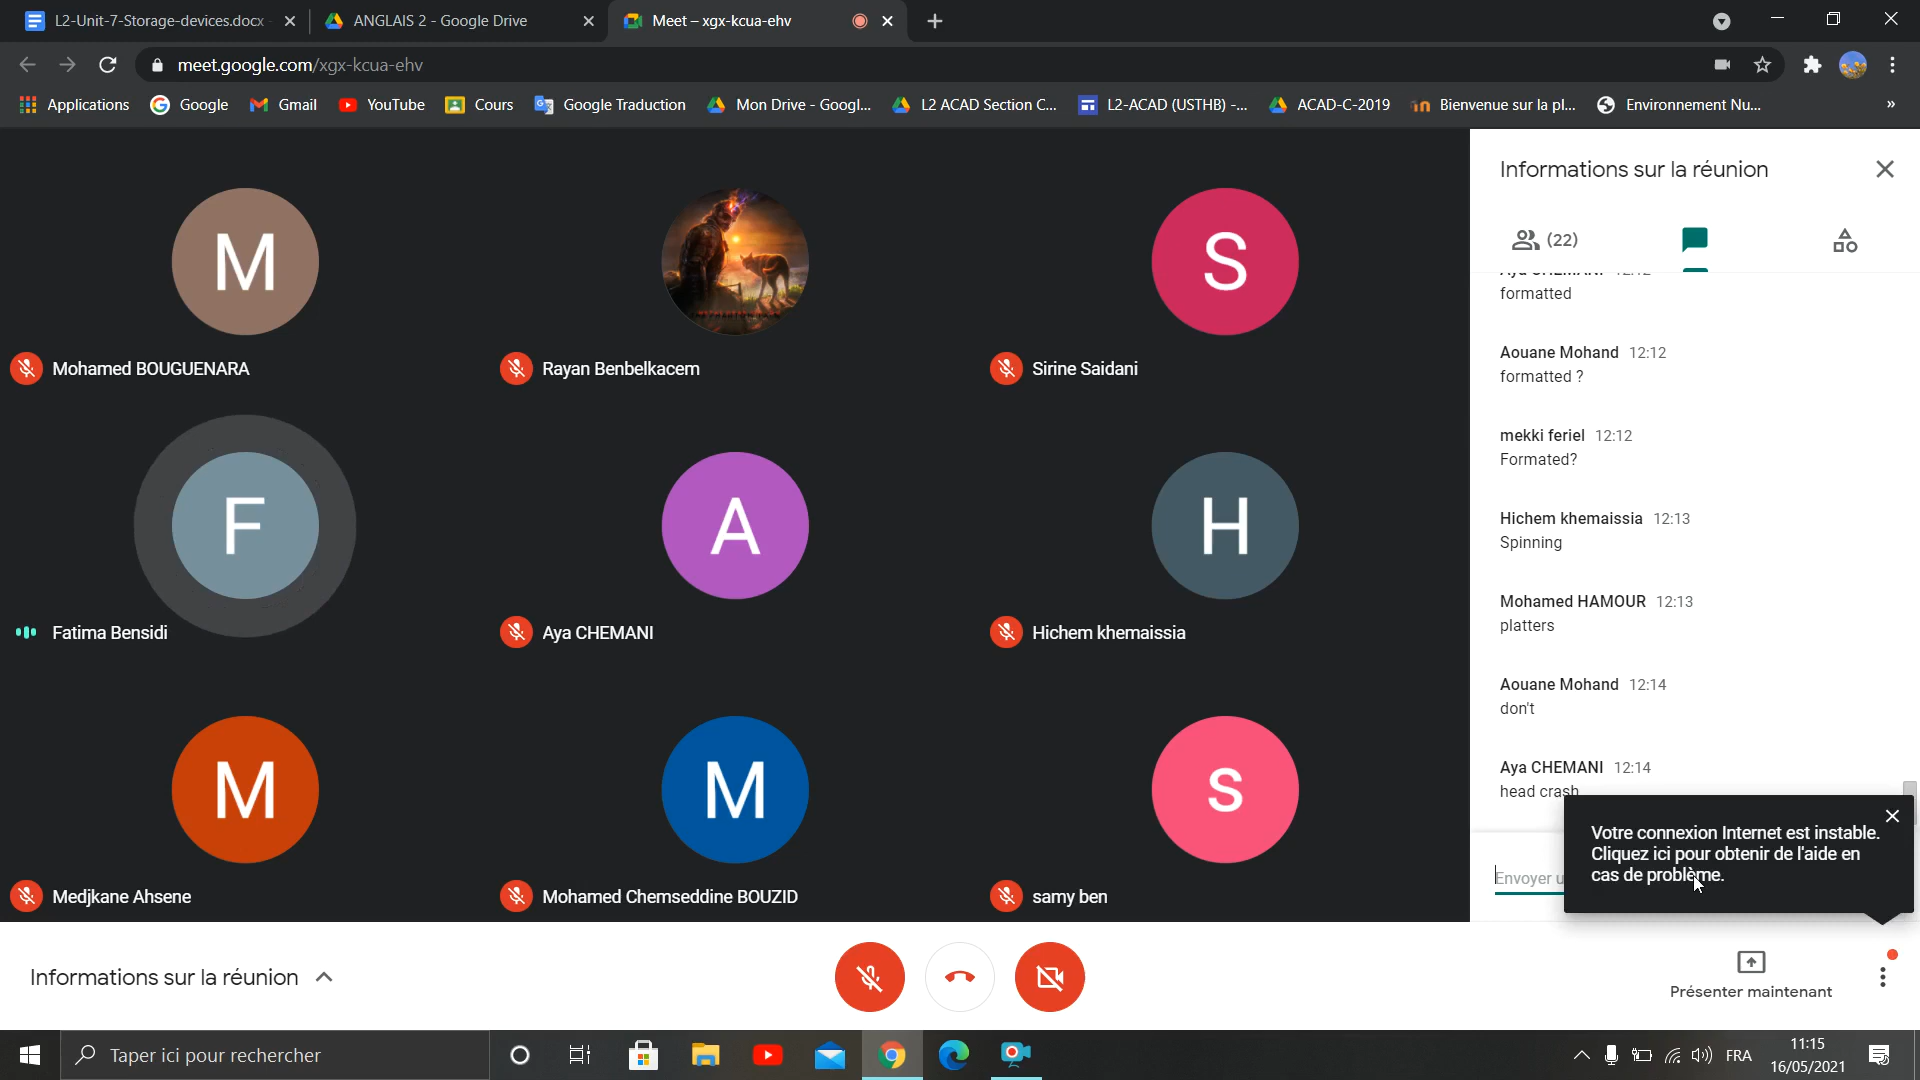 L2-Unit-7-Storage-devices.docx
ANGLAIS 2 - Google Drive
Meet – xgx-kcua-ehv
meet.google.com/xgx-kcua-ehv
Applications
Google
Gmail
YouTube
Cours
Google Traduction
Mon Drive - Googl...
L2 ACAD Section C...
L2-ACAD (USTHB) -...
ACAD-C-2019
Bienvenue sur la pl...
Environnement Nu...
»
M
Mohamed BOUGUENARA
Rayan Benbelkacem
S
Sirine Saidani
F
Fatima Bensidi
A
Aya CHEMANI
H
Hichem khemaissia
M
Medjkane Ahsene
M
Mohamed Chemseddine BOUZID
s
samy ben
Informations sur la réunion
(22)
Aya CHEMANI 12:12
formatted
Aouane Mohand 12:12
formatted ?
mekki feriel 12:12
Formated?
Hichem khemaissia 12:13
Spinning
Mohamed HAMOUR 12:13
platters
Aouane Mohand 12:14
don't
Aya CHEMANI 12:14
head crash
Envoyer u
Votre connexion Internet est instable.
Cliquez ici pour obtenir de l'aide en
cas de problème.
Informations sur la réunion
Présenter maintenant
Taper ici pour rechercher
FRA
11:15
16/05/2021